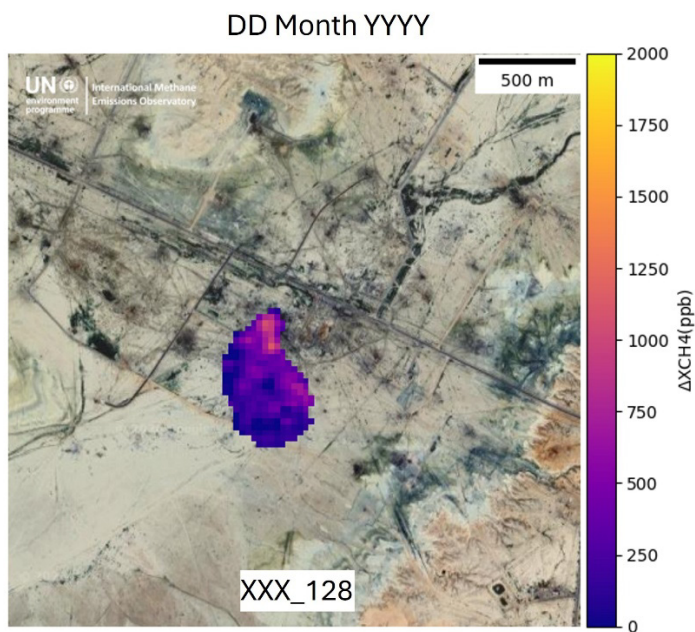 DD Month YYYY
UN
environment
programme
International Methane
Emissions Observatory
500 m
2000
1750
1500
1250
1000
750
500
250
0
ΔXCH4(ppb)
XXX_128